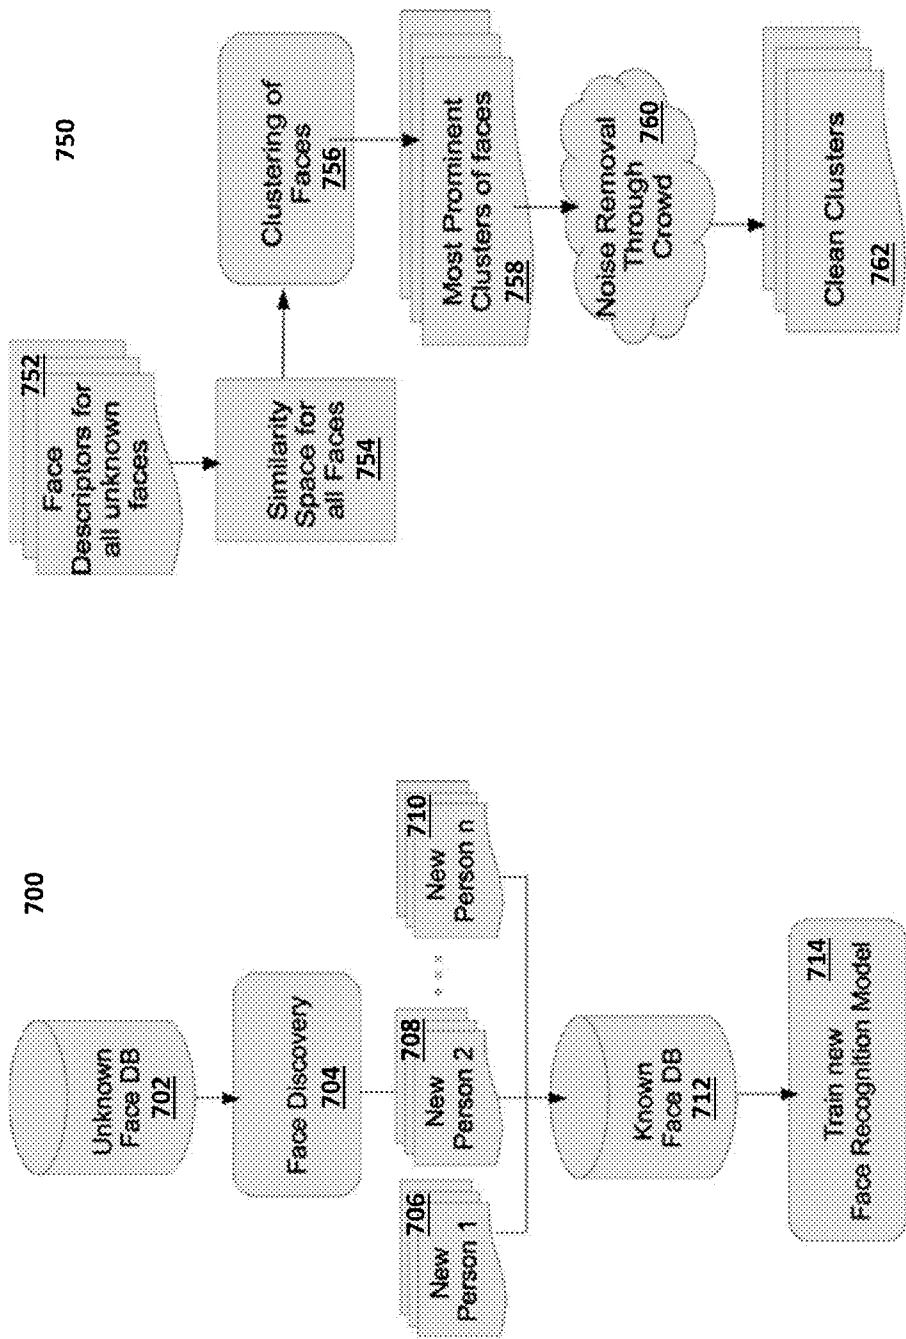 700
Unknown
Face DB
702
Face Discovery
704
706
New
Person 1
708
New
Person 2
710
New
Person n
Known
Face DB
712
714
Train new
Face Recognition Model
750
752
Face
Descriptors for
all unknown
faces
Similarity
Space for
all Faces
754
Clustering of
Faces
756
Most Prominent
Clusters of faces
758
760
Noise Removal
Through
Crowd
Clean Clusters
762